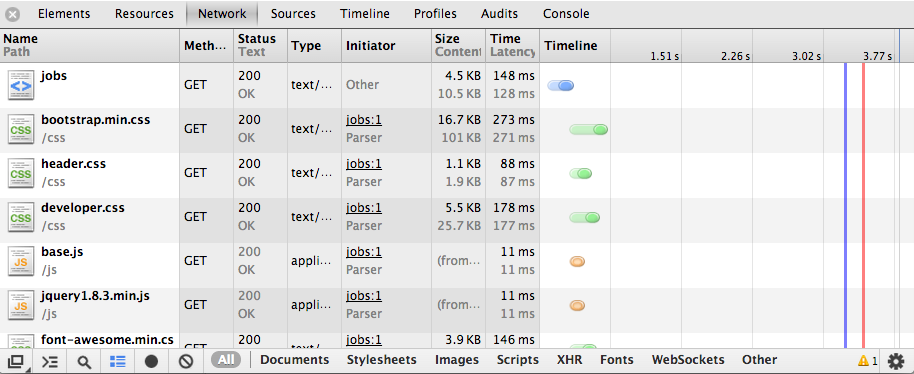 Elements Resources Network Sources Timeline Profiles Audits Console
Name Path Meth... Status Text Type Initiator Size Content Time Latency Timeline 1.51 s 2.26 s 3.02 s 3.77 s
<> jobs GET 200 OK text/... Other 4.5 KB 10.5 KB 148 ms 128 ms
CSS bootstrap.min.css /css GET 200 OK text/... jobs:1 Parser 16.7 KB 101 KB 273 ms 271 ms
CSS header.css /css GET 200 OK text/... jobs:1 Parser 1.1 KB 1.9 KB 88 ms 87 ms
CSS developer.css /css GET 200 OK text/... jobs:1 Parser 5.5 KB 25.7 KB 178 ms 177 ms
JS base.js /js GET 200 OK appli... jobs:1 Parser (from... 11 ms 11 ms
JS jquery1.8.3.min.js /js GET 200 OK appli... jobs:1 Parser (from... 11 ms 11 ms
font-awesome.min.cs 200 jobs:1 3.9 KB 146 ms
All Documents Stylesheets Images Scripts XHR Fonts WebSockets Other 1